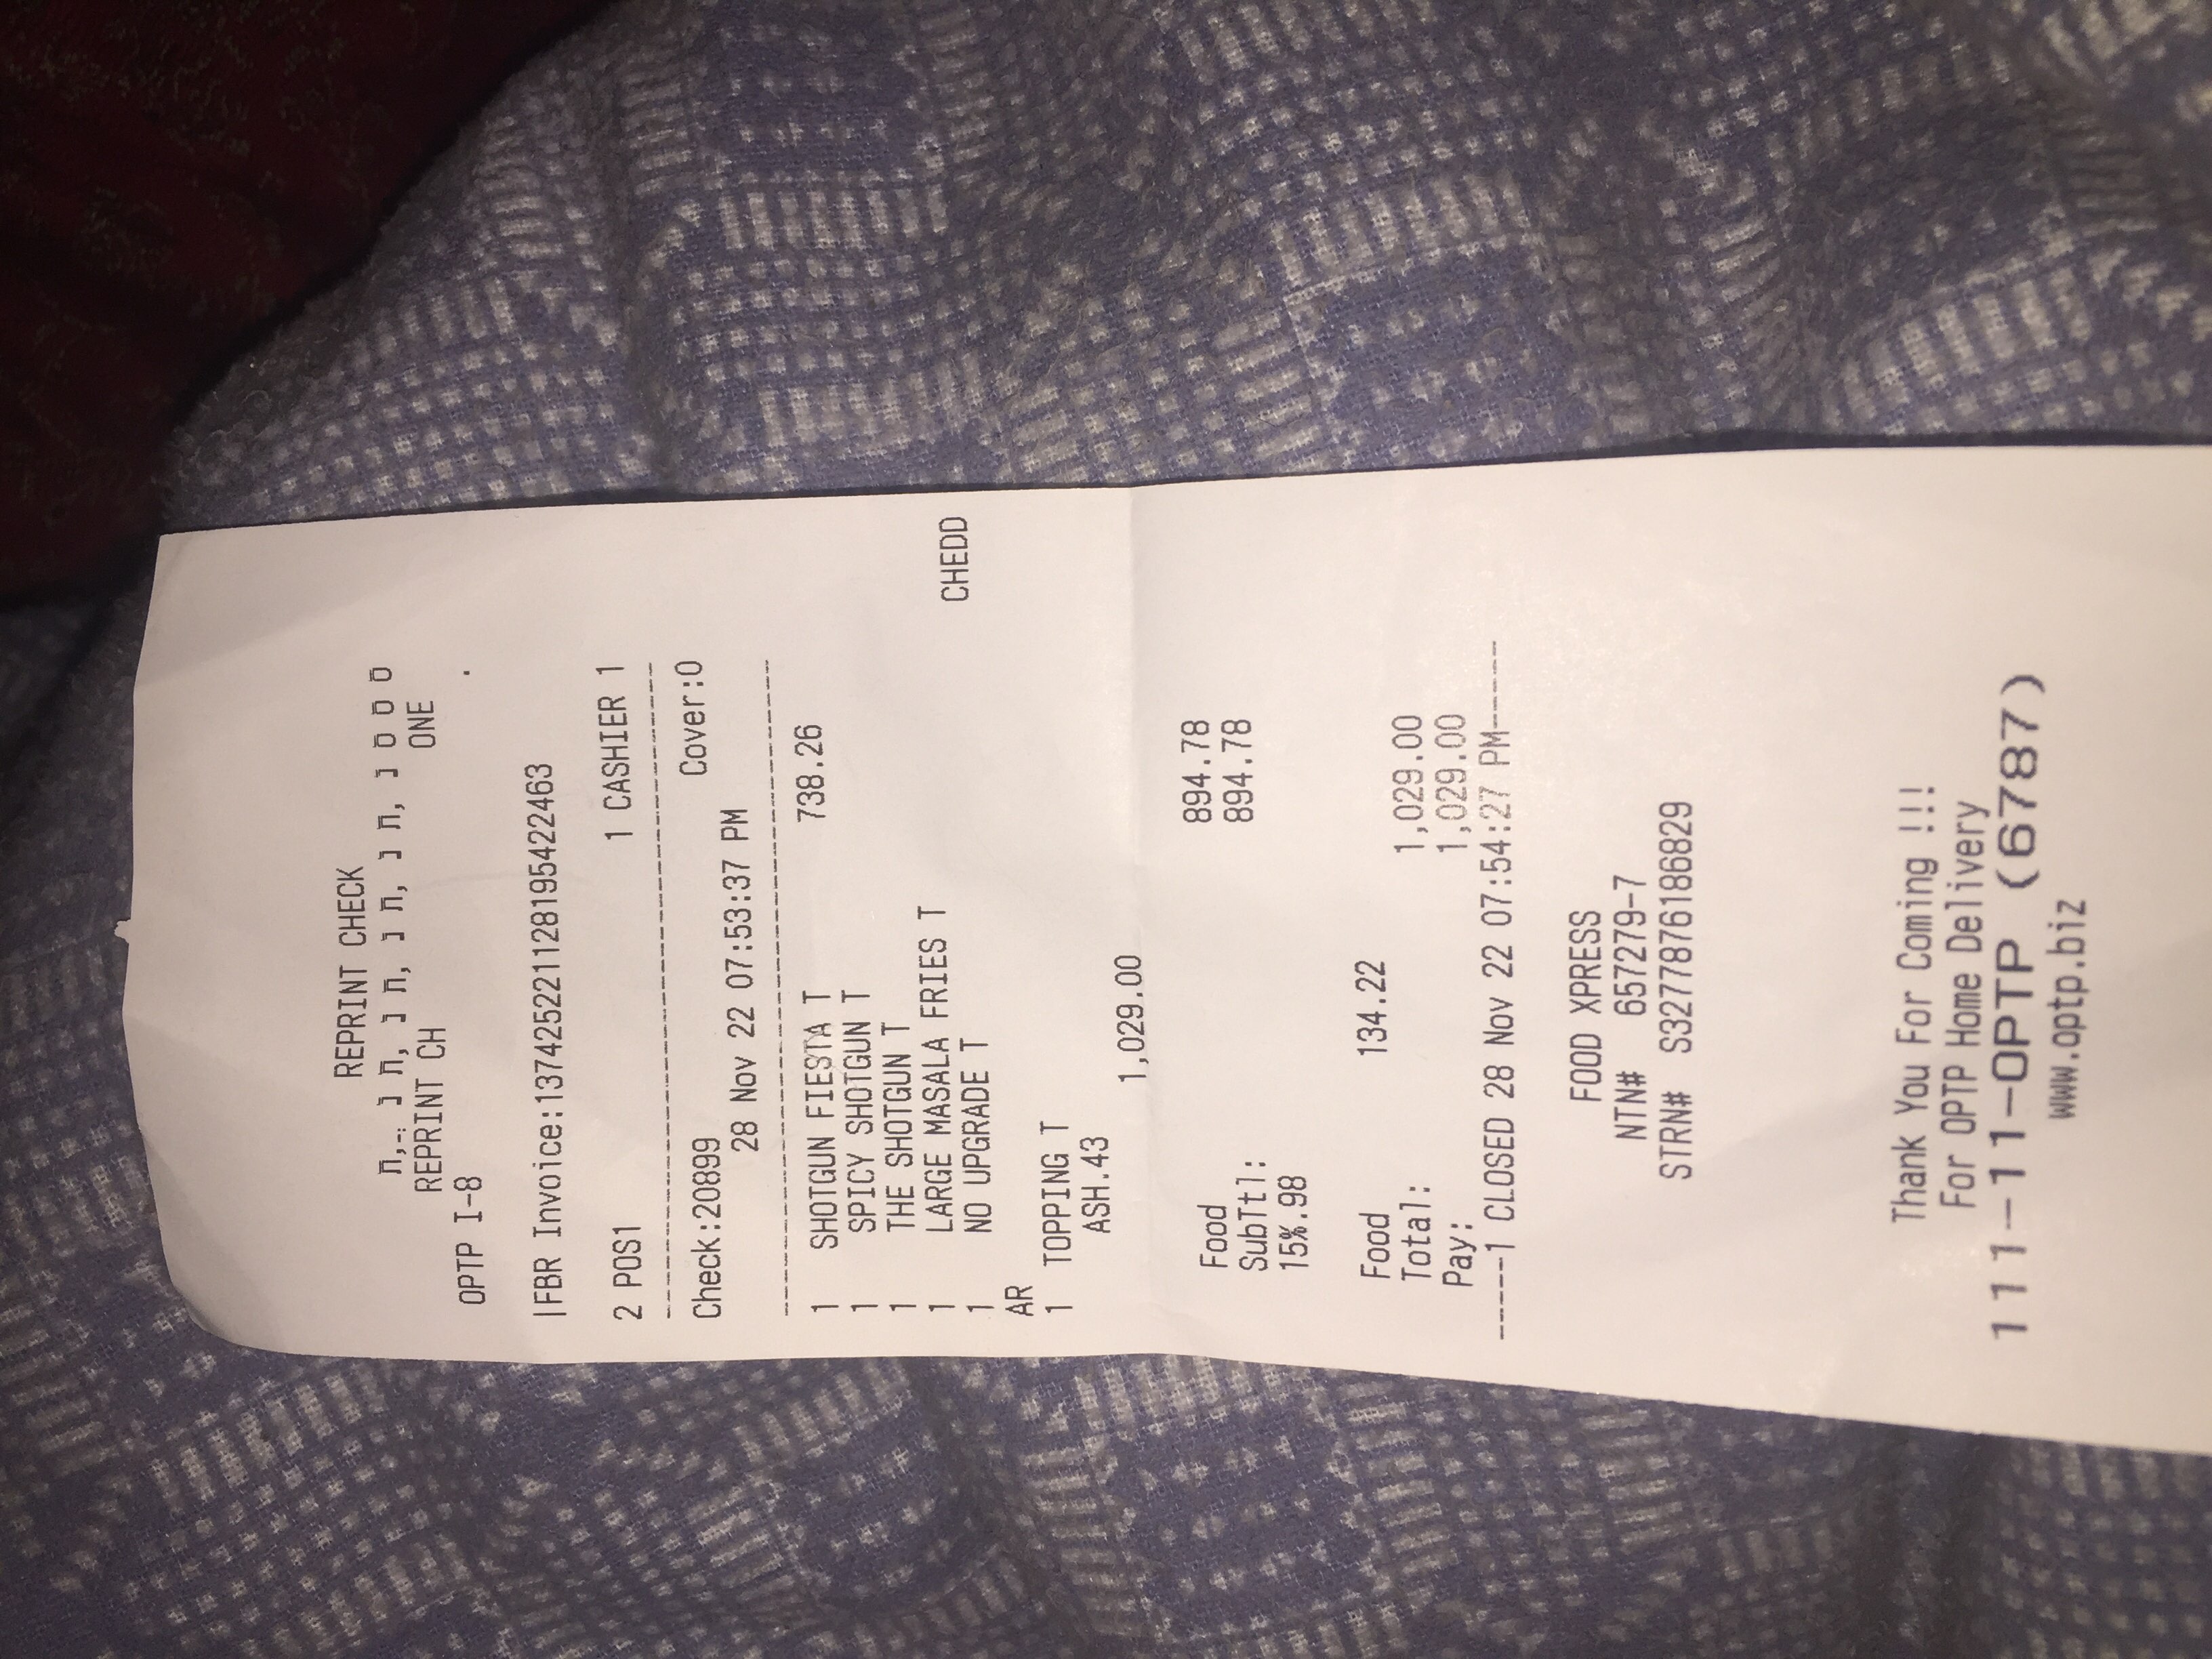 REPRINT CHECK
REPRINT CH ONE
OPTP I-8 .
|FBR Invoice:137425221128195422463
2 POS1 1 CASHIER 1
----------------------------------------
Check:20899 Cover:0
28 Nov 22 07:53:37 PM
----------------------------------------
1 SHOTGUN FIESTA T 738.26
1 SPICY SHOTGUN T
1 THE SHOTGUN T
1 LARGE MASALA FRIES T
1 NO UPGRADE T CHEDD
AR
1 TOPPING T
ASH.43
1,029.00
Food 894.78
SubTtl: 894.78
15%.98
Food 134.22
Total: 1,029.00
Pay: 1,029.00
-----1 CLOSED 28 Nov 22 07:54:27 PM-----
FOOD XPRESS
NTN# 657279-7
STRN# S3277876186829
Thank You For Coming !!!
For OPTP Home Delivery
111-11-OPTP (6787)
www.optp.biz